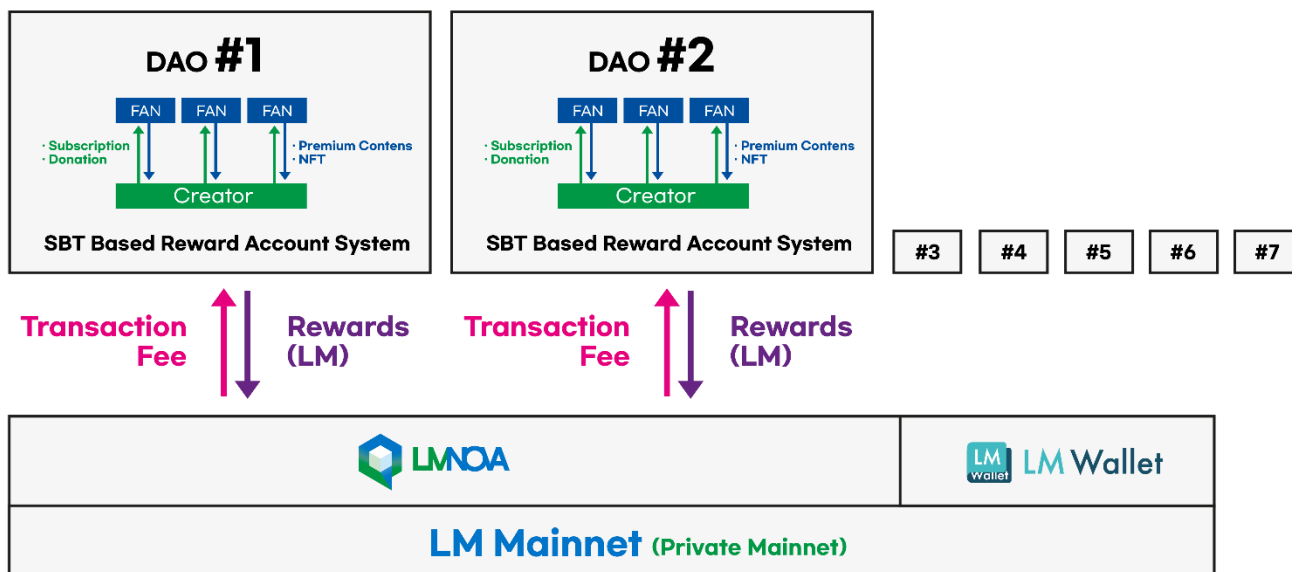 DAO #1
FAN FAN FAN
· Subscription
· Donation
· Premium Contens
· NFT
Creator
SBT Based Reward Account System
DAO #2
FAN FAN FAN
· Subscription
· Donation
· Premium Contens
· NFT
Creator
SBT Based Reward Account System
#3 #4 #5 #6 #7
Transaction
Fee
Rewards
(LM)
Transaction
Fee
Rewards
(LM)
LMNOVA
LM
Wallet
LM Wallet
LM Mainnet (Private Mainnet)